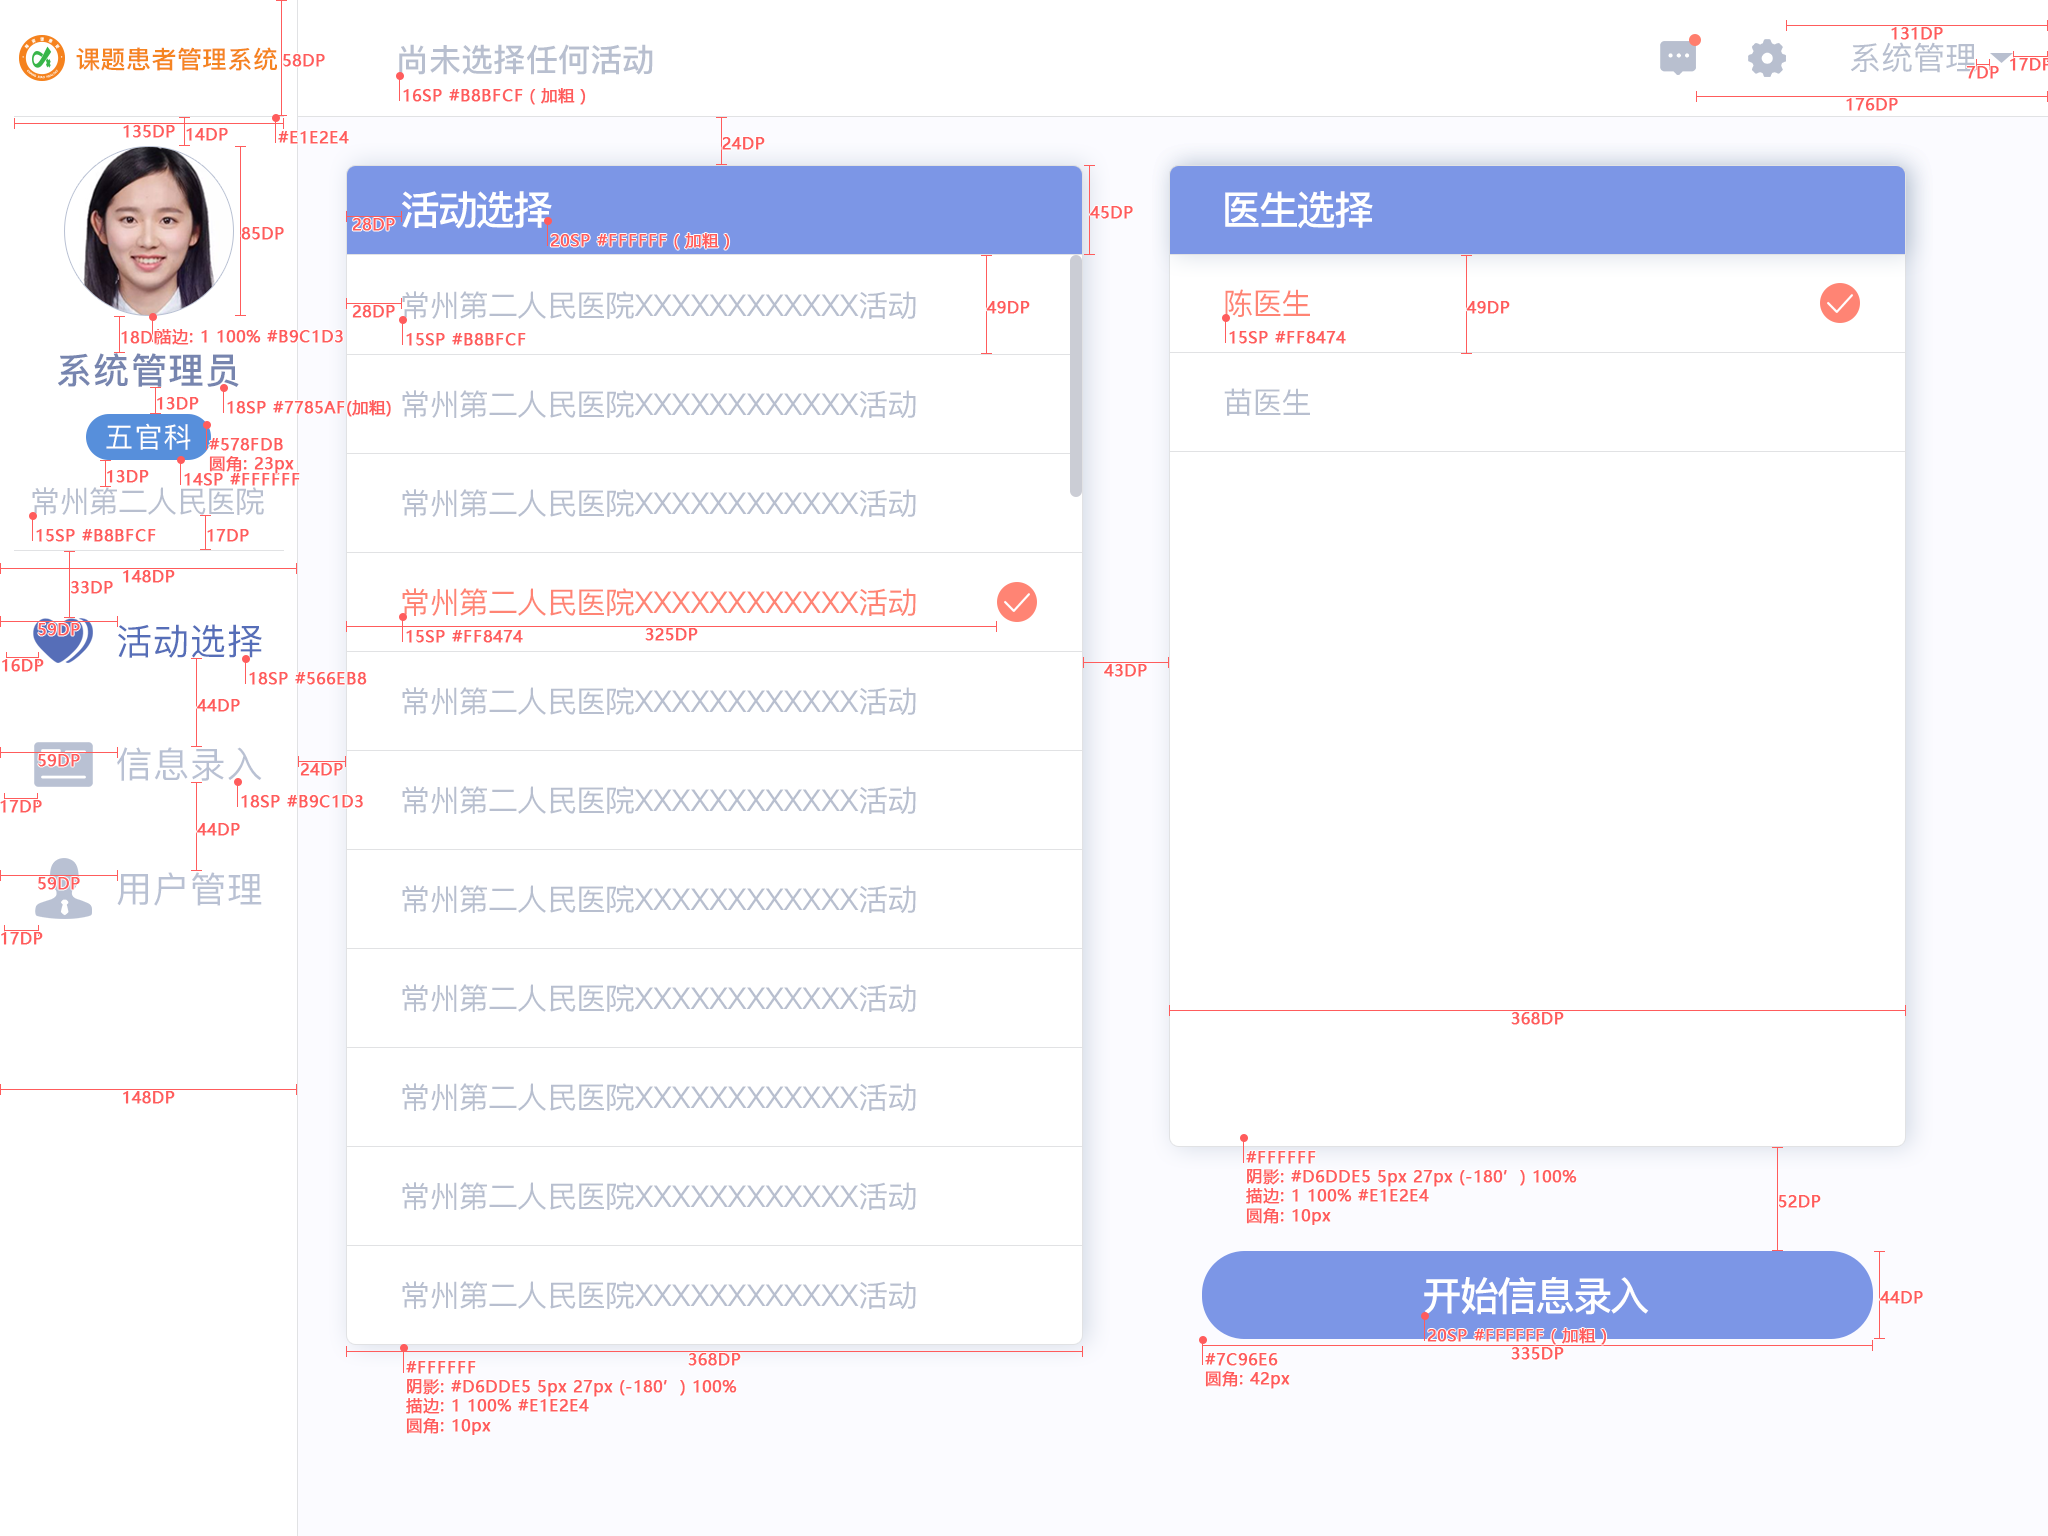 课题患者管理系统
58DP
尚未选择任何活动
16SP #B8BFCF ( 加粗 )
131DP
系统管理
7DP
17DP
176DP
135DP
14DP
#E1E2E4
85DP
18DP
描边: 1 100% #B9C1D3
系统管理员
13DP
18SP #7785AF(加粗)
五官科
#578FDB
圆角: 23px
13DP
14SP #FFFFFF
常州第二人民医院
15SP #B8BFCF
17DP
148DP
33DP
59DP
活动选择
16DP
18SP #566EB8
44DP
59DP
信息录入
17DP
18SP #B9C1D3
44DP
59DP
用户管理
17DP
148DP
24DP
24DP
活动选择
28DP
20SP #FFFFFF ( 加粗 )
45DP
常州第二人民医院XXXXXXXXXXXX活动
28DP
15SP #B8BFCF
49DP
常州第二人民医院XXXXXXXXXXXX活动
常州第二人民医院XXXXXXXXXXXX活动
常州第二人民医院XXXXXXXXXXXX活动
15SP #FF8474
325DP
常州第二人民医院XXXXXXXXXXXX活动
常州第二人民医院XXXXXXXXXXXX活动
常州第二人民医院XXXXXXXXXXXX活动
常州第二人民医院XXXXXXXXXXXX活动
常州第二人民医院XXXXXXXXXXXX活动
常州第二人民医院XXXXXXXXXXXX活动
常州第二人民医院XXXXXXXXXXXX活动
368DP
#FFFFFF
阴影: #D6DDE5 5px 27px (-180′ ) 100%
描边: 1 100% #E1E2E4
圆角: 10px
43DP
医生选择
陈医生
15SP #FF8474
49DP
苗医生
368DP
#FFFFFF
阴影: #D6DDE5 5px 27px (-180′ ) 100%
描边: 1 100% #E1E2E4
圆角: 10px
52DP
开始信息录入
20SP #FFFFFF ( 加粗 )
44DP
335DP
#7C96E6
圆角: 42px